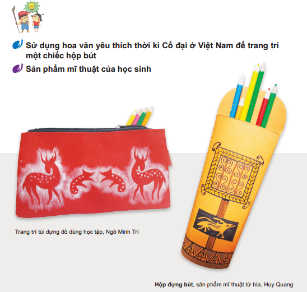 Sử dụng hoa văn yêu thích thời kì Cổ đại ở Việt Nam để trang trí
một chiếc hộp bút
Sản phẩm mĩ thuật của học sinh
Trang trí túi đựng đồ dùng học tập, Ngô Minh Trí
Hộp đựng bút, sản phẩm mĩ thuật từ bìa, Huy Quang